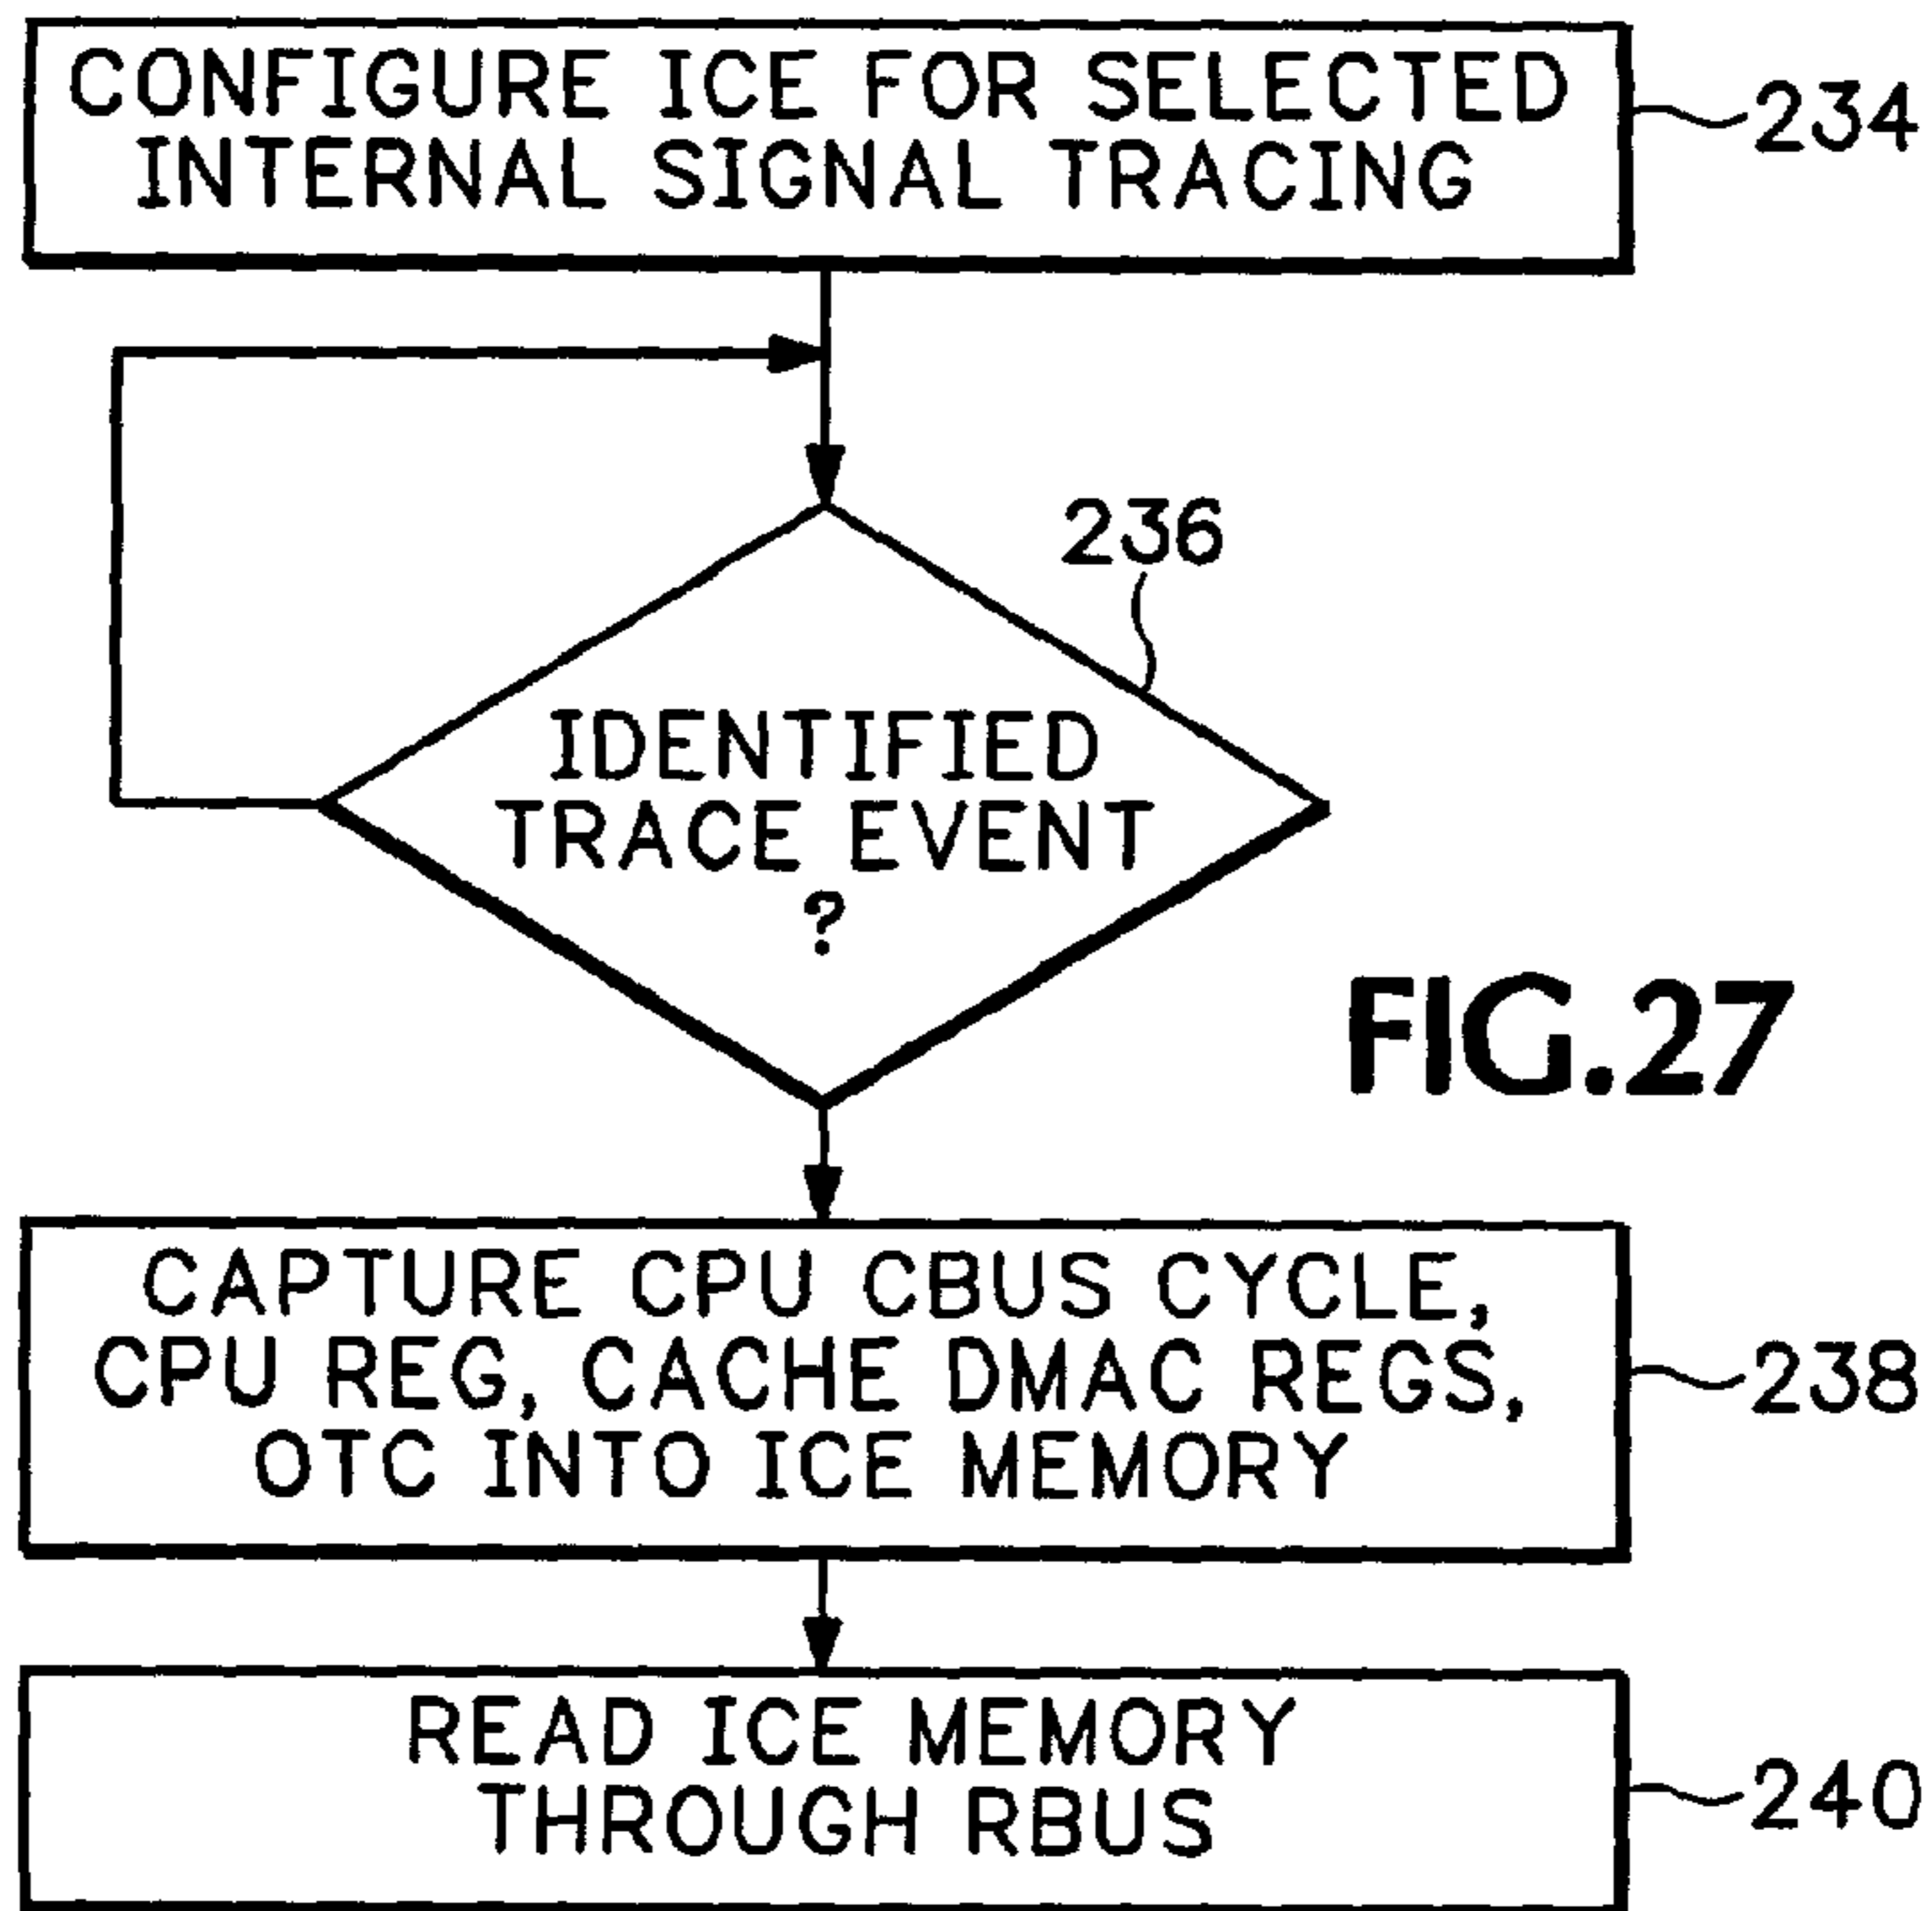 CONFIGURE ICE FOR SELECTED
INTERNAL SIGNAL TRACING
234
236
IDENTIFIED
TRACE EVENT
?
FIG.27
CAPTURE CPU CBUS CYCLE,
CPU REG, CACHE DMAC REGS,
OTC INTO ICE MEMORY
238
READ ICE MEMORY
THROUGH RBUS
240